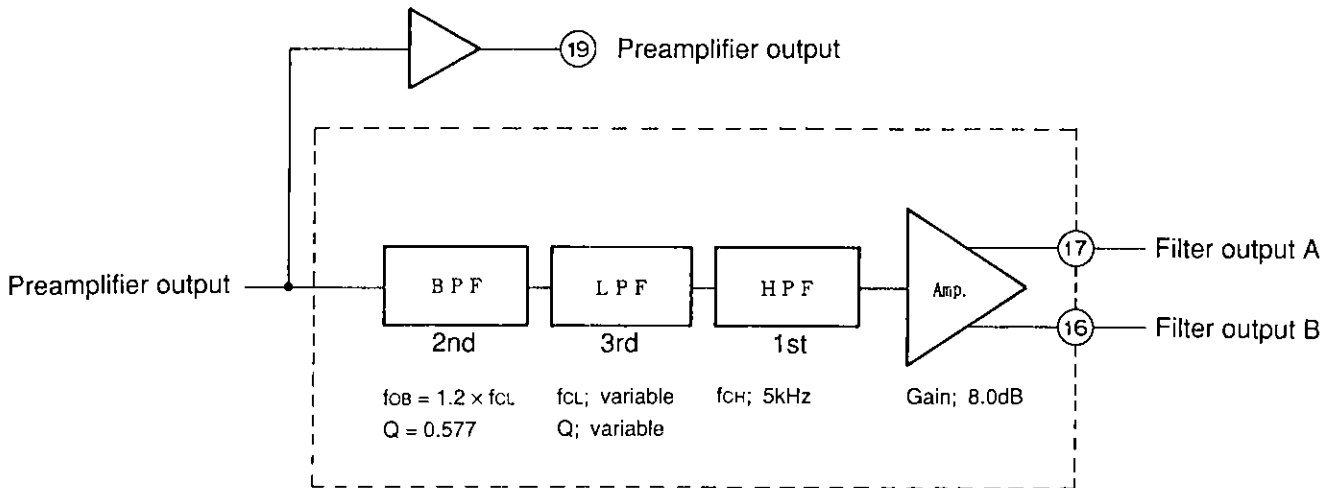 19 Preamplifier output
Preamplifier output
BPF LPF HPF Amp.
2nd 3rd 1st
17 Filter output A
16 Filter output B
fOB = 1.2 × fCL fCL; variable fCH; 5kHz Gain; 8.0dB
Q = 0.577 Q; variable